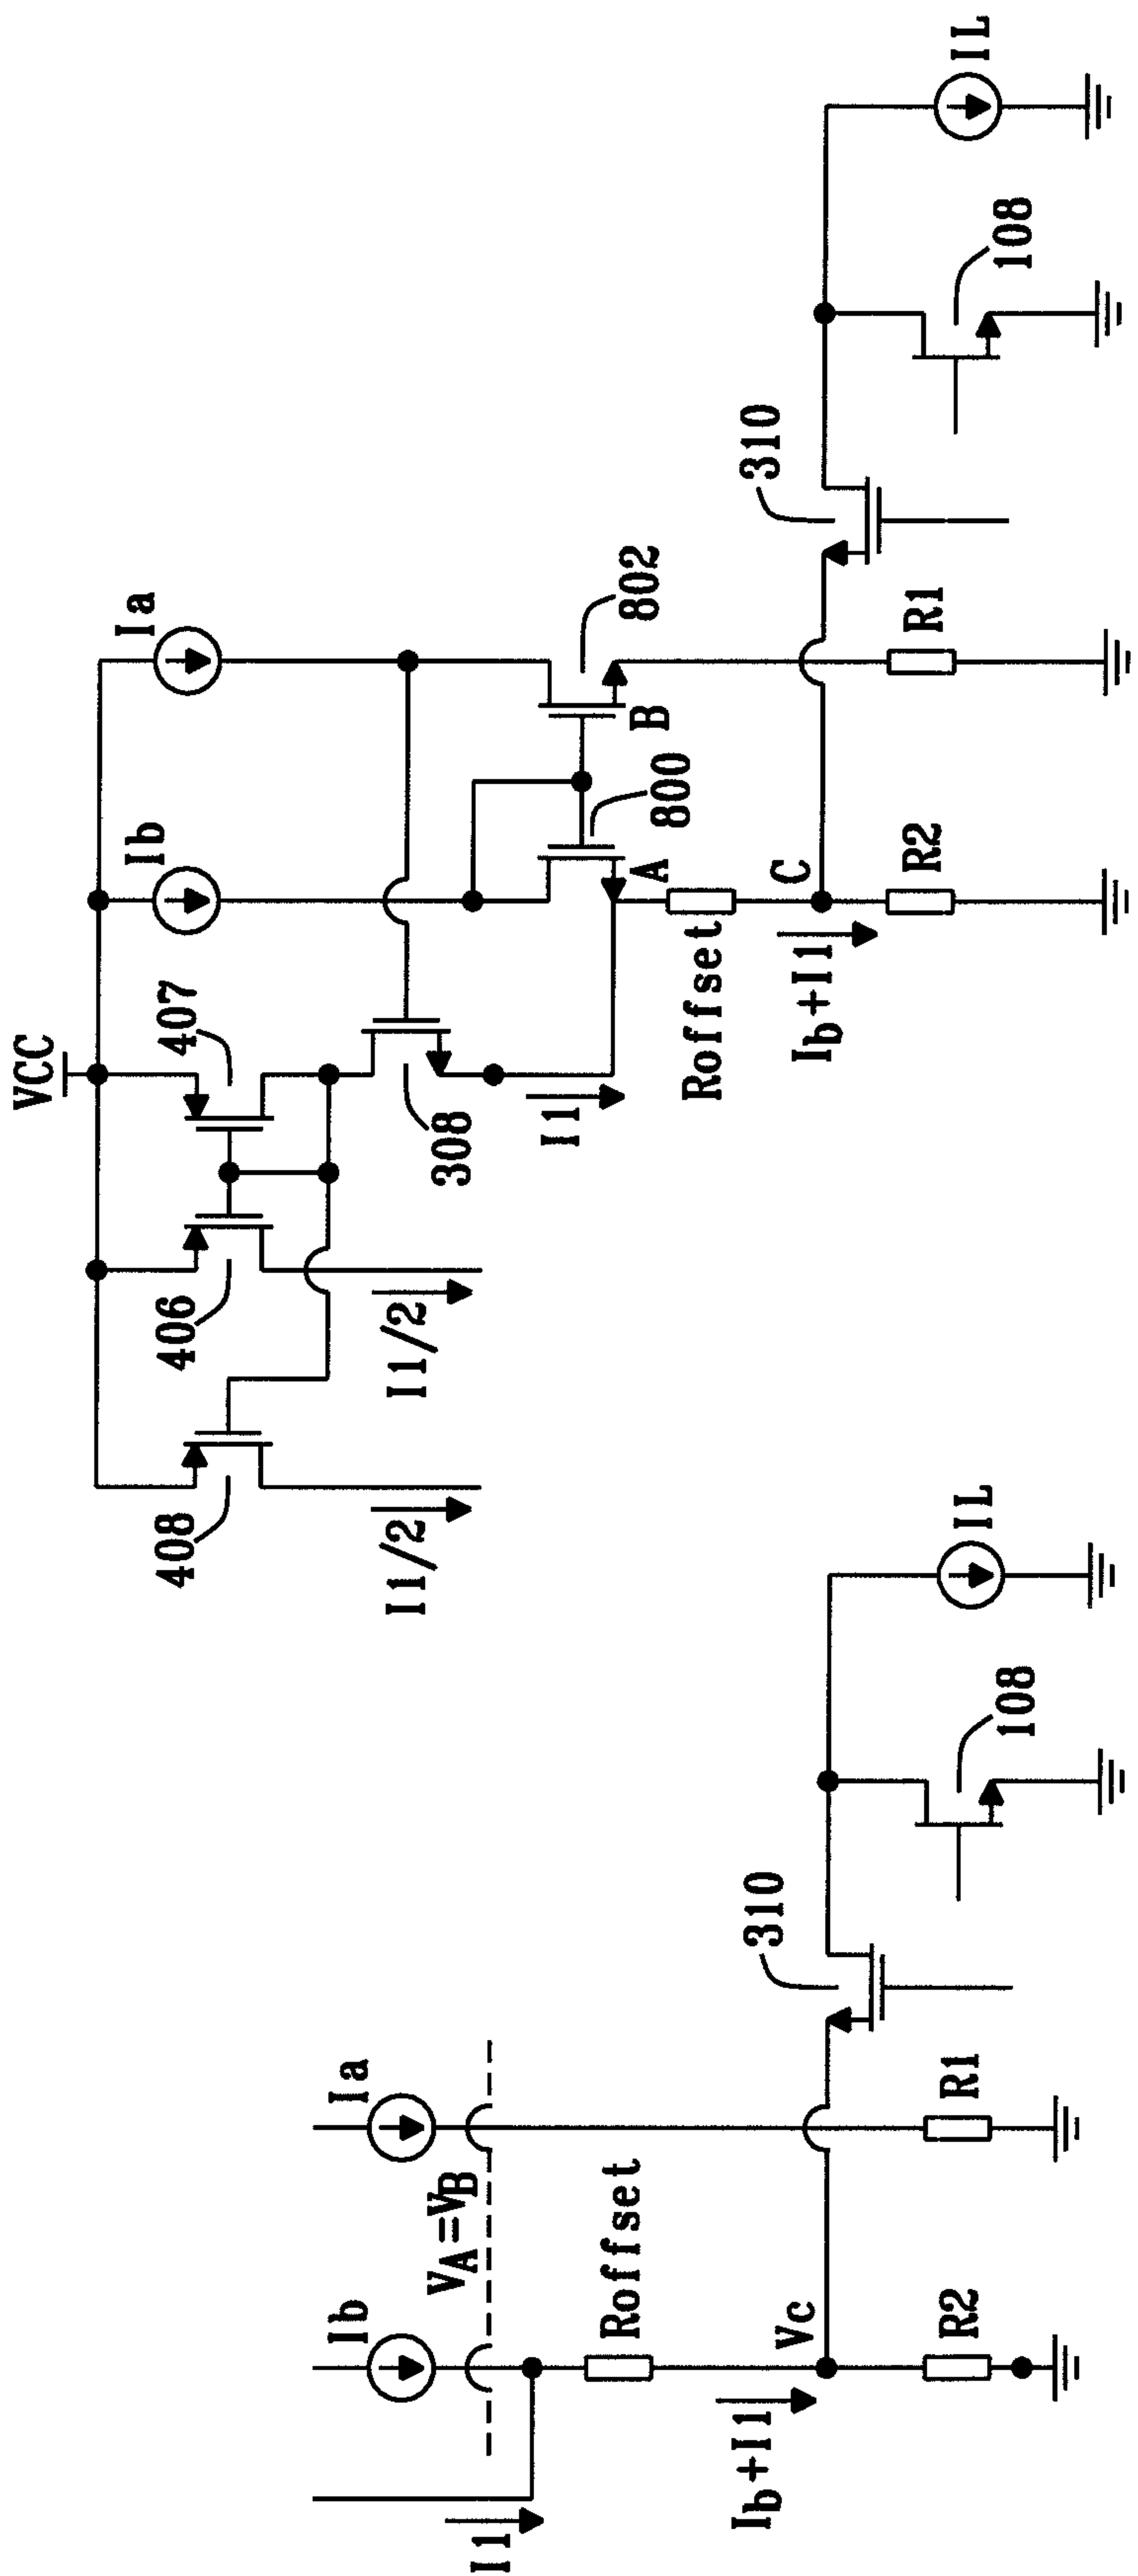 I1
Ib
Ia
VA=VB
Roffset
Ib+I1
Vc
R2
R1
310
108
IL
VCC
408
406
407
I1/2
I1/2
308
I1
Ib
Ia
A
800
B
802
Roffset
Ib+I1
C
R2
R1
310
108
IL